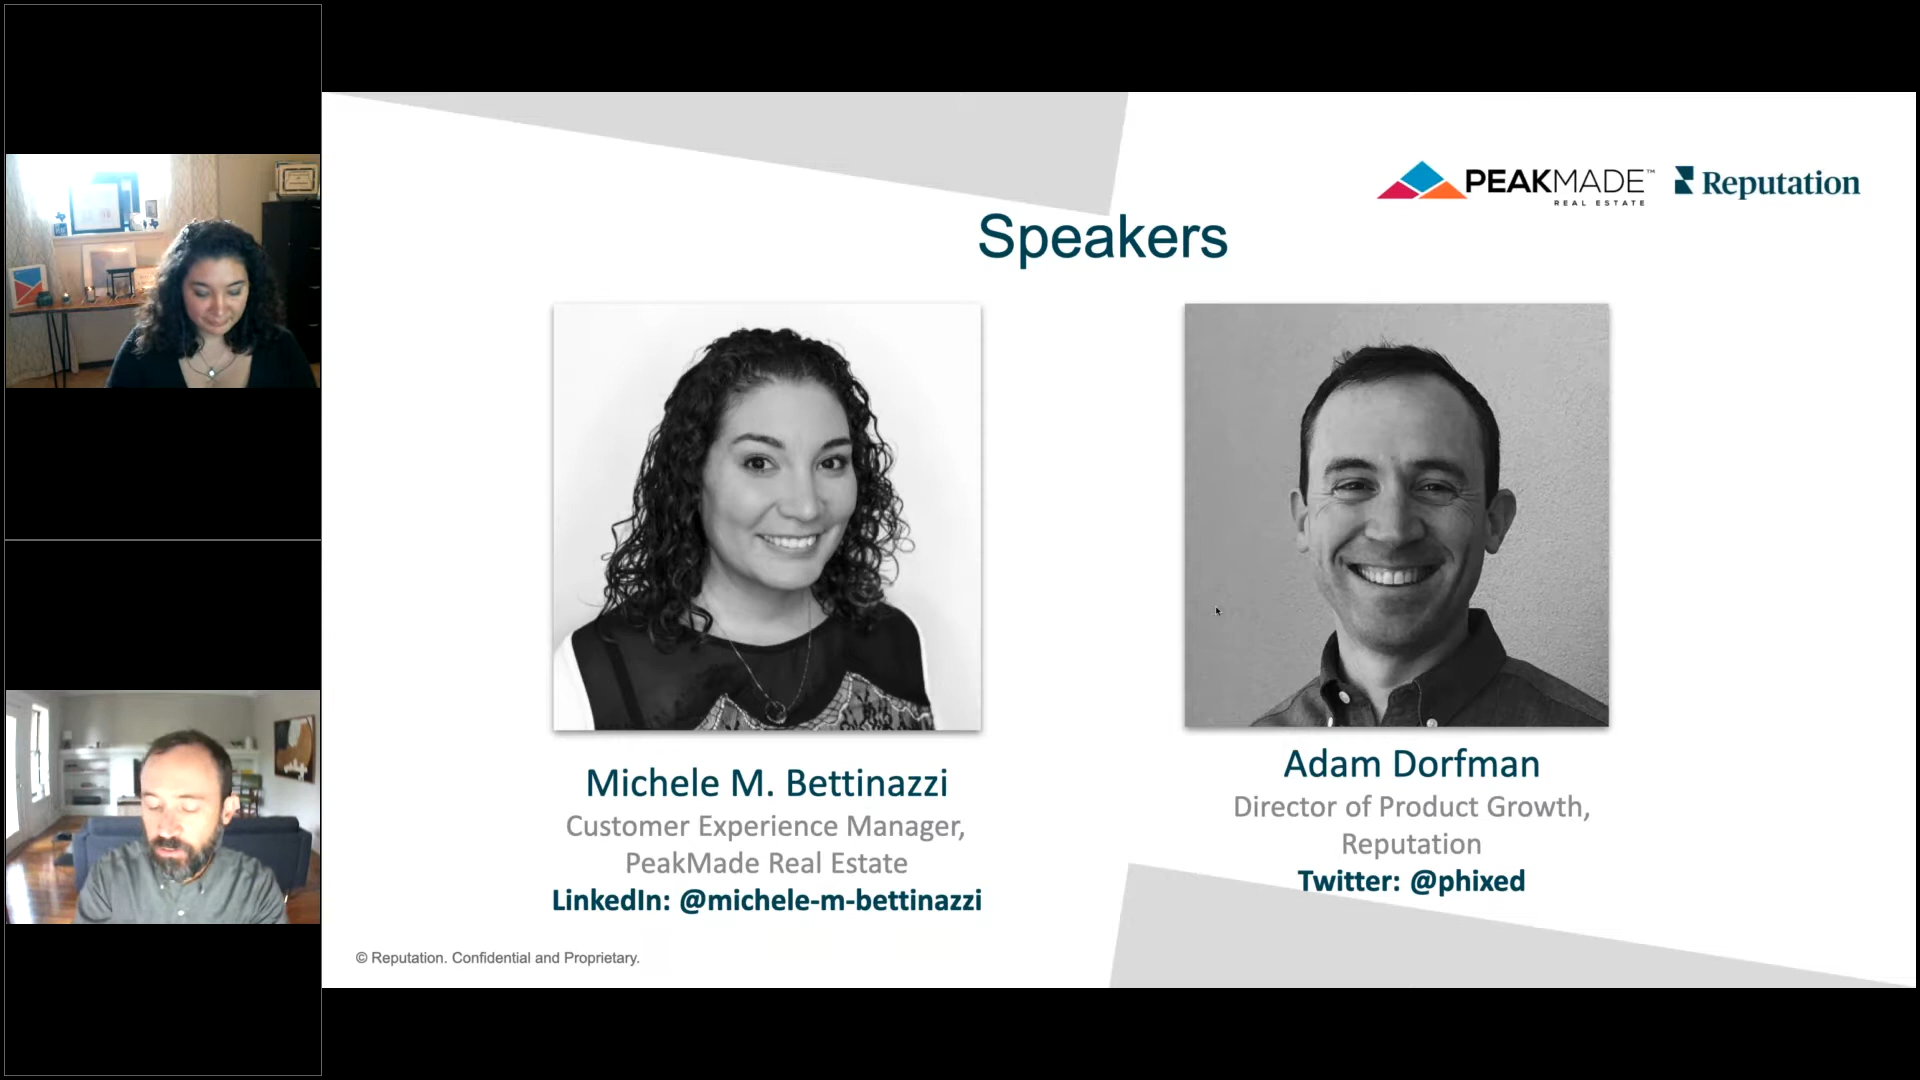 PEAKMADE™
REAL ESTATE
Reputation
Speakers
Michele M. Bettinazzi
Customer Experience Manager,
PeakMade Real Estate
LinkedIn: @michele-m-bettinazzi
Adam Dorfman
Director of Product Growth,
Reputation
Twitter: @phixed
© Reputation. Confidential and Proprietary.